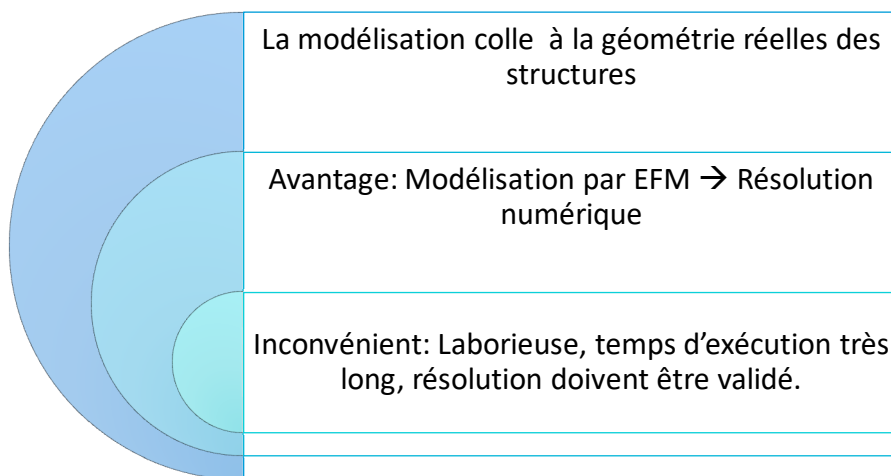 La modélisation colle à la géométrie réelles des
structures
Avantage: Modélisation par EFM → Résolution
numérique
Inconvénient: Laborieuse, temps d’exécution très
long, résolution doivent être validé.